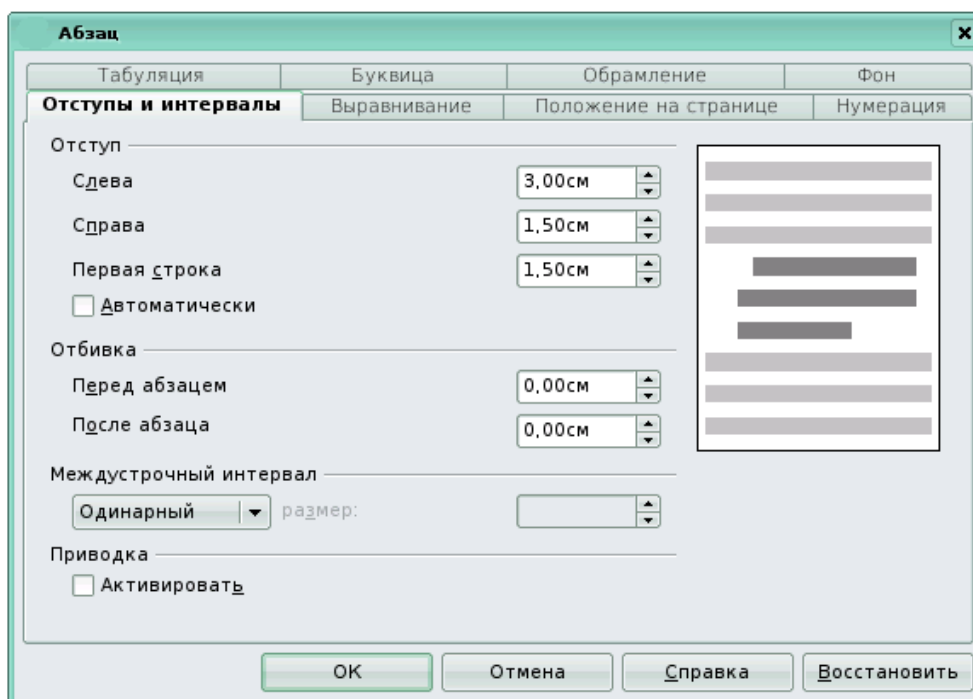 Абзац
Табуляция Буквица Обрамление Фон
Отступы и интервалы Выравнивание Положение на странице Нумерация
Отступ
Слева 3,00см
Справа 1,50см
Первая строка 1,50см
Автоматически
Отбивка
Перед абзацем 0,00см
После абзаца 0,00см
Междустрочный интервал
Одинарный размер:
Приводка
Активировать
OK Отмена Справка Восстановить